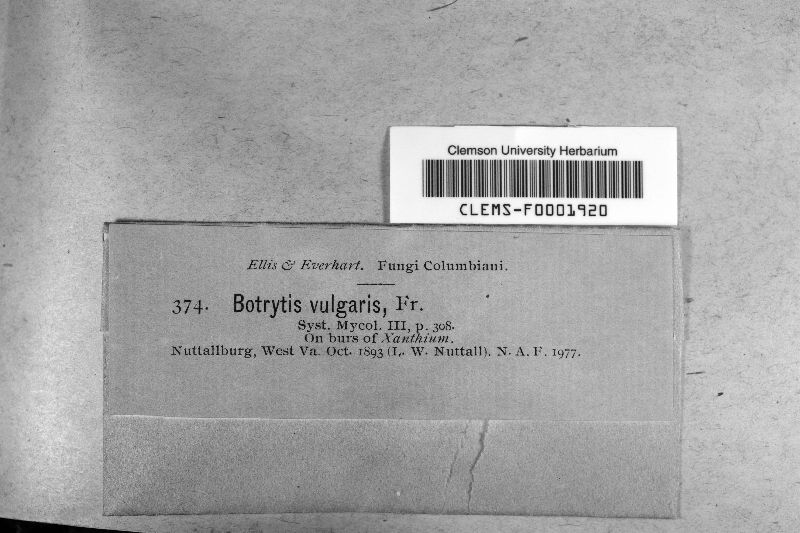 Clemson University Herbarium
CLEMS-F0001920
Ellis & Everhart. Fungi Columbiani.
374. Botrytis vulgaris, Fr.
Syst. Mycol. III, p. 308.
On burs of Xanthium.
Nuttallburg, West Va. Oct. 1893 (L. W. Nuttall). N. A. F. 1977.